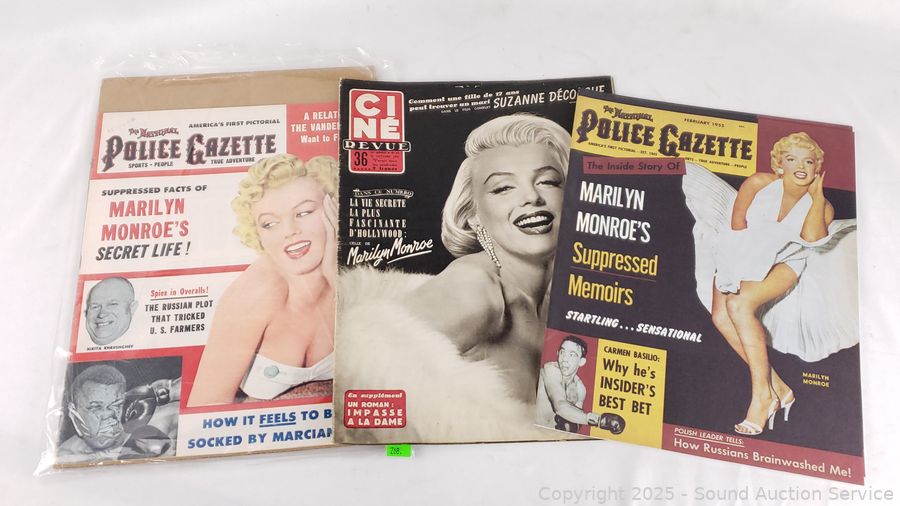 AMERICA'S FIRST PICTORIAL
THE NATIONAL
POLICE GAZETTE
SPORTS - PEOPLE
TRUE ADVENTURE
A RELAT
THE VANDE
Want to F
SUPPRESSED FACTS OF
MARILYN
MONROE'S
SECRET LIFE!
Spies in Overalls!
THE RUSSIAN PLOT
THAT TRICKED
U. S. FARMERS
NIKITA KHRUSHCHEV
HOW IT FEELS TO B
SOCKED BY MARCIAN
CINÉ
REVUE
36
Comment une fille de 17 ans
peut trouver un mari
SUZANNE DÉCO
DANS CE NUMÉRO
LA VIE SECRETE
LA PLUS
FASCINANTE
D'HOLLYWOOD:
CELLE DE
Marilyn Monroe
En supplément
UN ROMAN:
IMPASSE
A LA DAME
THE NATIONAL
FEBRUARY 1955
POLICE GAZETTE
AMERICA'S FIRST PICTORIAL
TRUE ADVENTURE - PEOPLE
The Inside Story Of
MARILYN
MONROE'S
Suppressed
Memoirs
STARTLING...SENSATIONAL
CARMEN BASILIO:
Why he's
INSIDER'S
BEST BET
MARILYN
MONROE
POLISH LEADER TELLS:
How Russians Brainwashed Me!
Copyright © 2025 - Sound Auction Service